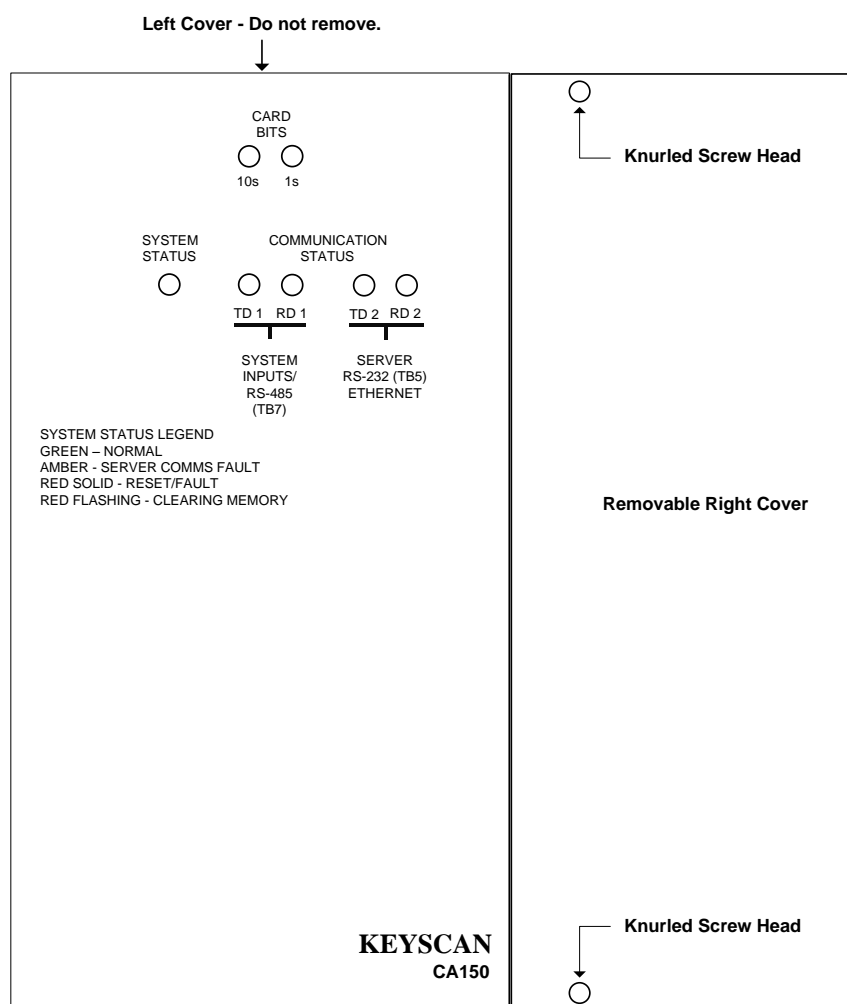 Left Cover - Do not remove.
CARD
BITS
10s 1s
Knurled Screw Head
SYSTEM
STATUS
COMMUNICATION
STATUS
TD 1 RD 1
TD 2 RD 2
SYSTEM
INPUTS/
RS-485
(TB7)
SERVER
RS-232 (TB5)
ETHERNET
SYSTEM STATUS LEGEND
GREEN – NORMAL
AMBER - SERVER COMMS FAULT
RED SOLID - RESET/FAULT
RED FLASHING - CLEARING MEMORY
Removable Right Cover
KEYSCAN
CA150
Knurled Screw Head